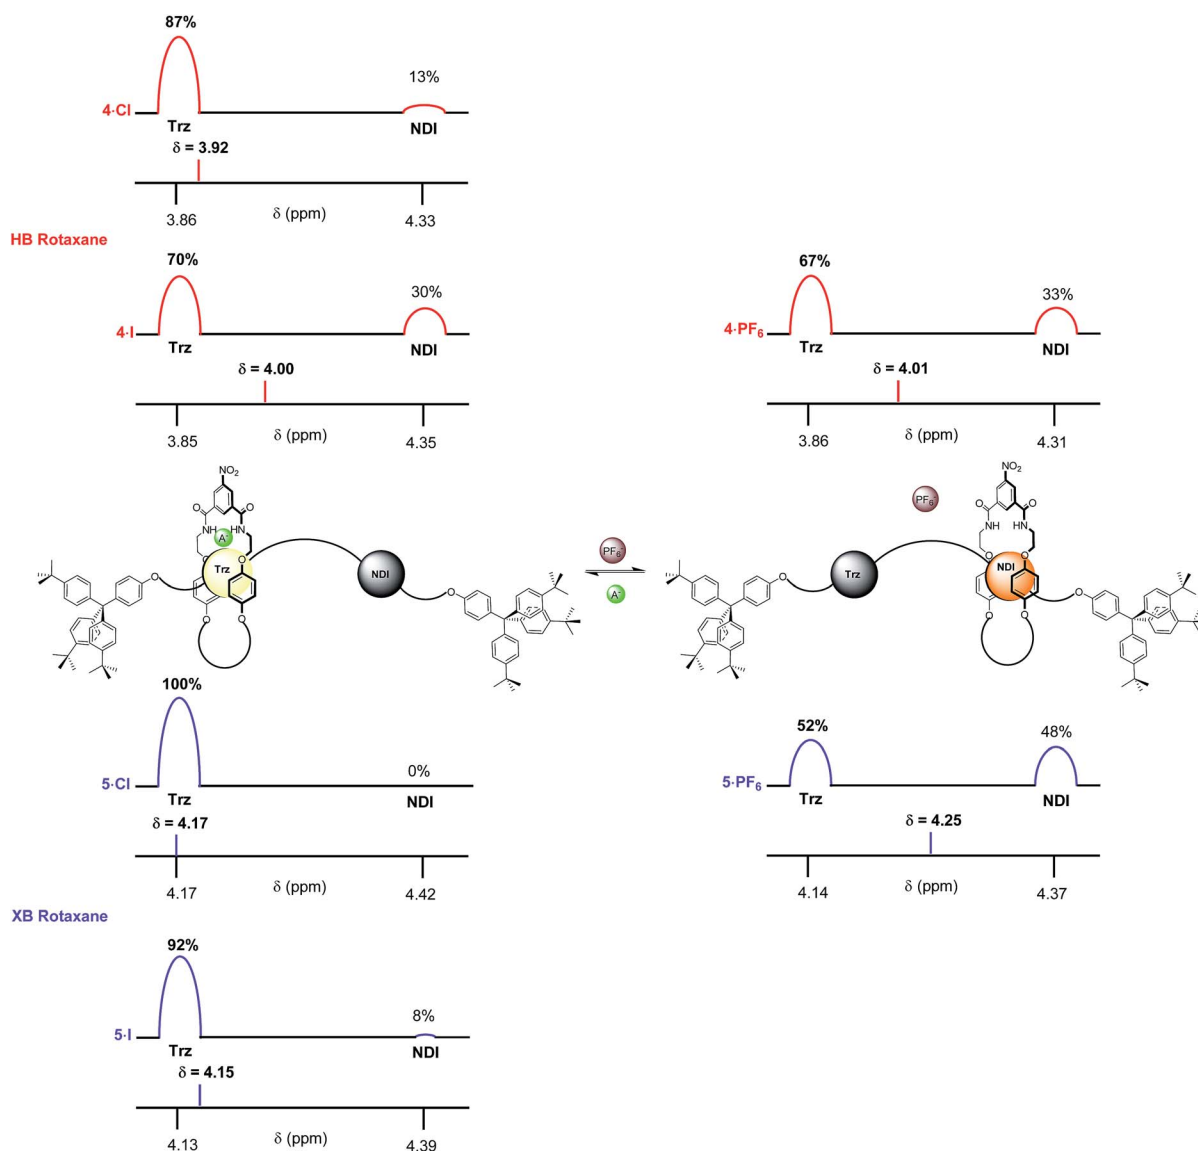 87%
13%
4·Cl
Trz
NDI
δ = 3.92
3.86
δ (ppm)
4.33
HB Rotaxane
70%
30%
4·I
Trz
NDI
δ = 4.00
3.85
δ (ppm)
4.35
67%
33%
4·PF6
Trz
NDI
δ = 4.01
3.86
δ (ppm)
4.31
NO2
O
O
NH
HN
A-
O
O
Trz
NDI
O
O
O
O
PF6-
A-
NO2
O
O
PF6-
NH
HN
O
O
Trz
NDI
O
O
O
O
100%
0%
5·Cl
Trz
NDI
δ = 4.17
4.17
δ (ppm)
4.42
52%
48%
5·PF6
Trz
NDI
δ = 4.25
4.14
δ (ppm)
4.37
XB Rotaxane
92%
8%
5·I
Trz
NDI
δ = 4.15
4.13
δ (ppm)
4.39